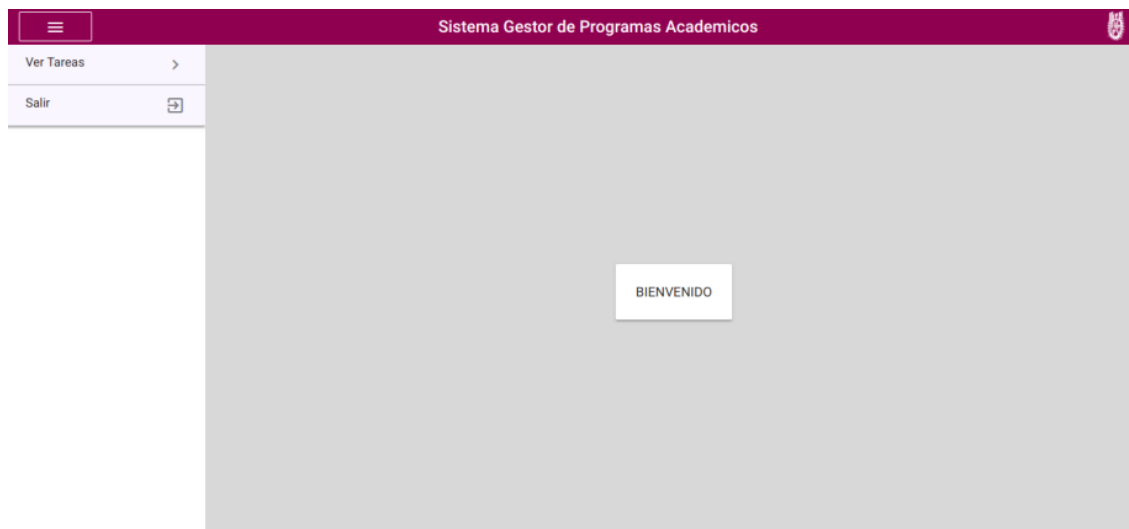 Sistema Gestor de Programas Academicos
Ver Tareas
Salir
BIENVENIDO